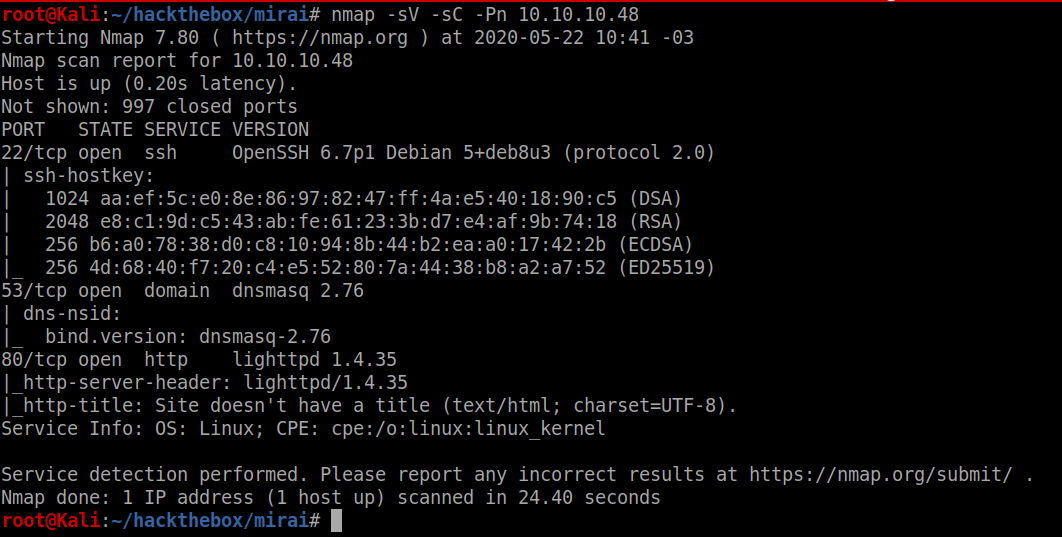 root@Kali:~/hackthebox/mirai# nmap -sV -sC -Pn 10.10.10.48
Starting Nmap 7.80 ( https://nmap.org ) at 2020-05-22 10:41 -03
Nmap scan report for 10.10.10.48
Host is up (0.20s latency).
Not shown: 997 closed ports
PORT   STATE SERVICE VERSION
22/tcp open  ssh     OpenSSH 6.7p1 Debian 5+deb8u3 (protocol 2.0)
| ssh-hostkey:
|   1024 aa:ef:5c:e0:8e:86:97:82:47:ff:4a:e5:40:18:90:c5 (DSA)
|   2048 e8:c1:9d:c5:43:ab:fe:61:23:3b:d7:e4:af:9b:74:18 (RSA)
|   256 b6:a0:78:38:d0:c8:10:94:8b:44:b2:ea:a0:17:42:2b (ECDSA)
|_  256 4d:68:40:f7:20:c4:e5:52:80:7a:44:38:b8:a2:a7:52 (ED25519)
53/tcp open  domain  dnsmasq 2.76
| dns-nsid:
|_  bind.version: dnsmasq-2.76
80/tcp open  http    lighttpd 1.4.35
|_http-server-header: lighttpd/1.4.35
|_http-title: Site doesn't have a title (text/html; charset=UTF-8).
Service Info: OS: Linux; CPE: cpe:/o:linux:linux_kernel

Service detection performed. Please report any incorrect results at https://nmap.org/submit/ .
Nmap done: 1 IP address (1 host up) scanned in 24.40 seconds
root@Kali:~/hackthebox/mirai#